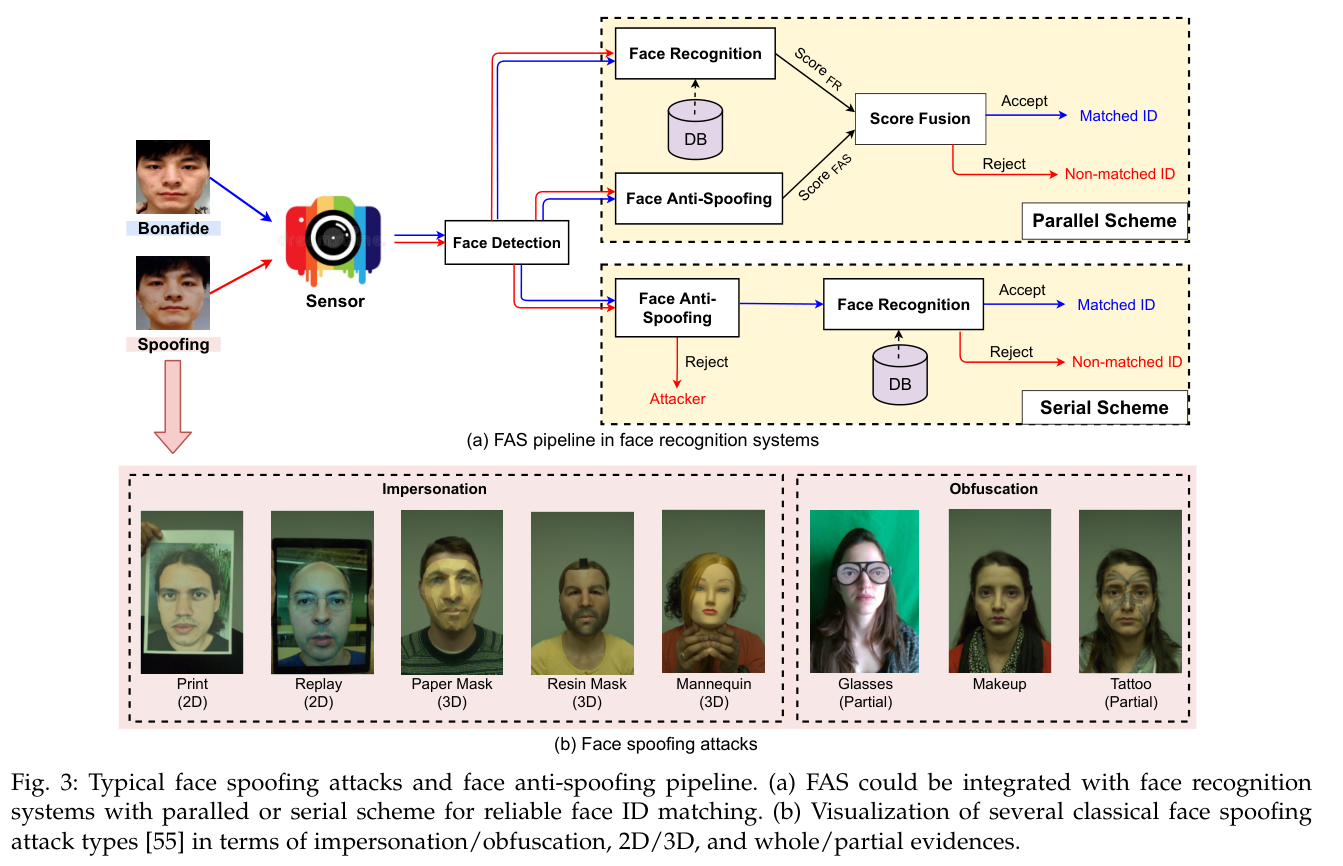 Face Recognition
DB
Score FR
Face Anti-Spoofing
Score FAS
Score Fusion
Accept
Matched ID
Reject
Non-matched ID
Parallel Scheme
Bonafide
Spoofing
Sensor
Face Detection
Face Anti-
Spoofing
Reject
Attacker
Face Recognition
DB
Accept
Matched ID
Reject
Non-matched ID
Serial Scheme
(a) FAS pipeline in face recognition systems
Impersonation
Obfuscation
Print
(2D)
Replay
(2D)
Paper Mask
(3D)
Resin Mask
(3D)
Mannequin
(3D)
Glasses
(Partial)
Makeup
Tattoo
(Partial)
(b) Face spoofing attacks
Fig. 3: Typical face spoofing attacks and face anti-spoofing pipeline. (a) FAS could be integrated with face recognition
systems with paralled or serial scheme for reliable face ID matching. (b) Visualization of several classical face spoofing
attack types [55] in terms of impersonation/obfuscation, 2D/3D, and whole/partial evidences.